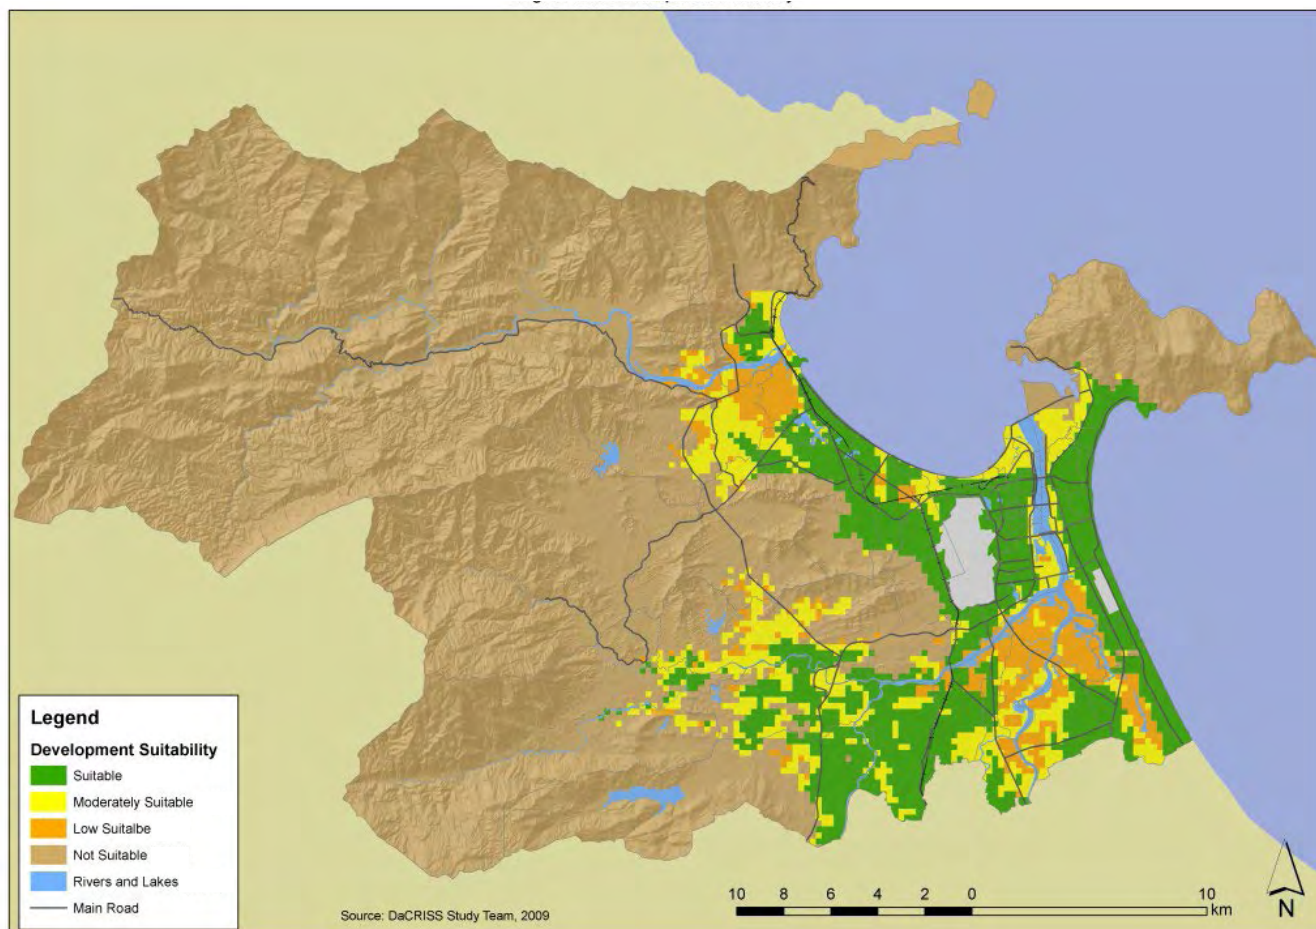 Legend
Development Suitability
Suitable
Moderately Suitable
Low Suitalbe
Not Suitable
Rivers and Lakes
Main Road
Source: DaCRISS Study Team, 2009
10 8 6 4 2 0 10
km
N